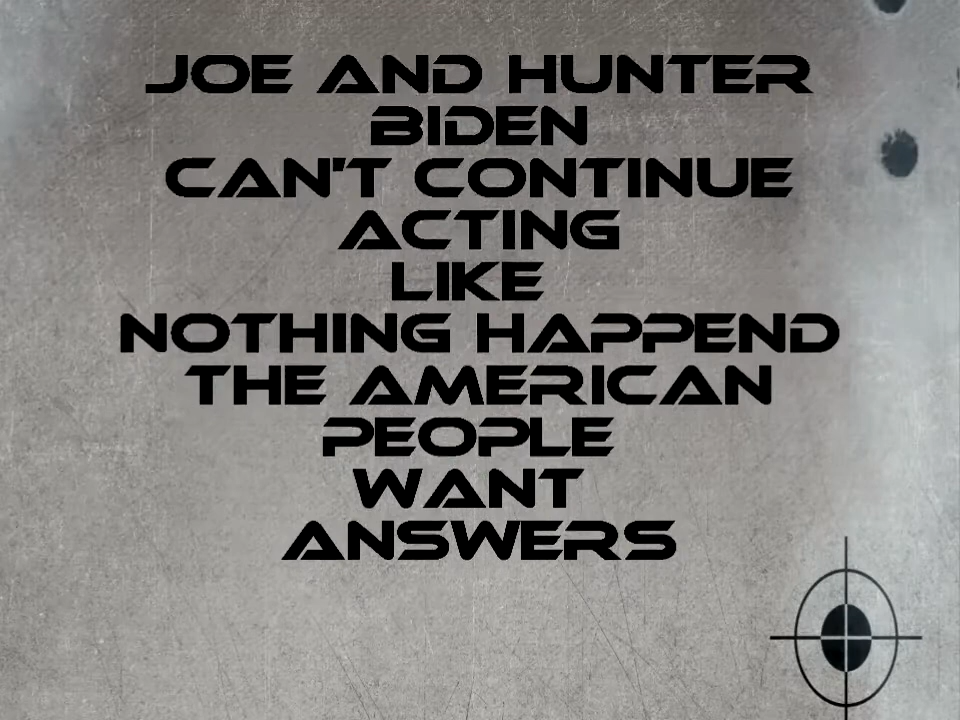 JOE AND HUNTER
BIDEN
CAN'T CONTINUE
ACTING
LIKE
NOTHING HAPPEND
THE AMERICAN
PEOPLE
WANT
ANSWERS